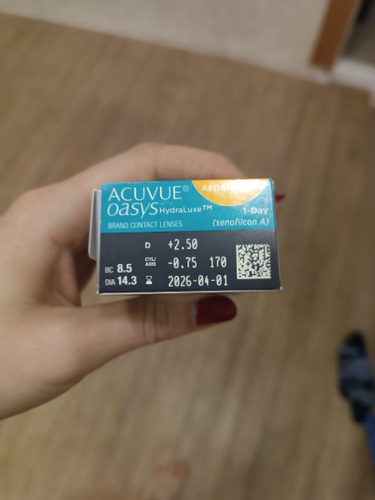 ACUVUE®
OASYS HydraLuxe™
1-Day
BRAND CONTACT LENSES (senofilcon A)
D +2.50
CYL/AXIS -0.75 170
BC 8.5
DIA 14.3 2026-04-01